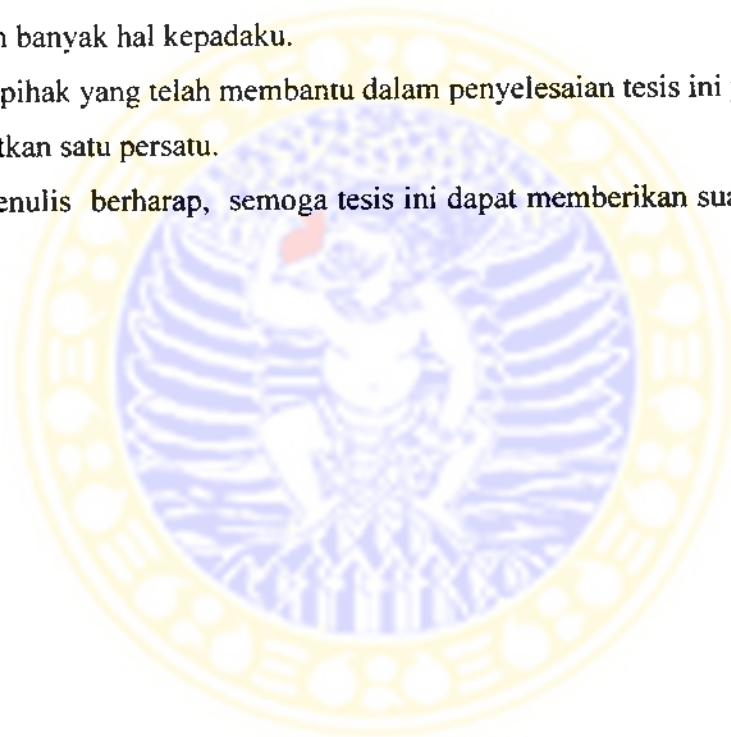 banyak hal kepadaku.
pihak yang telah membantu dalam penyelesaian tesis ini
tkan satu persatu.
enulis berharap, semoga tesis ini dapat memberikan sua